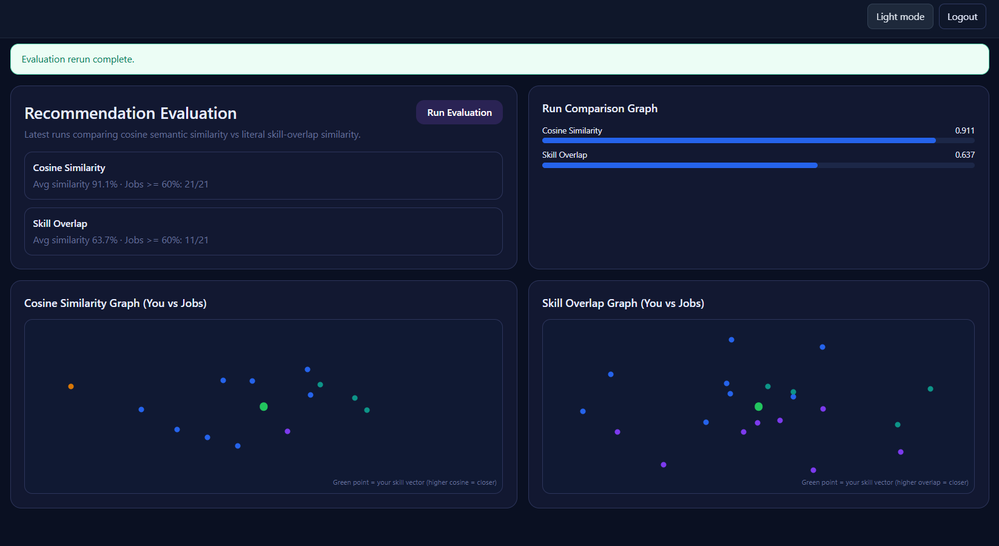 Light mode
Logout
Evaluation rerun complete.
Recommendation Evaluation
Run Evaluation
Latest runs comparing cosine semantic similarity vs literal skill-overlap similarity.
Cosine Similarity
Avg similarity 91.1% · Jobs >= 60%: 21/21
Skill Overlap
Avg similarity 63.7% · Jobs >= 60%: 11/21
Run Comparison Graph
Cosine Similarity 0.911
Skill Overlap 0.637
Cosine Similarity Graph (You vs Jobs)
Green point = your skill vector (higher cosine = closer)
Skill Overlap Graph (You vs Jobs)
Green point = your skill vector (higher overlap = closer)